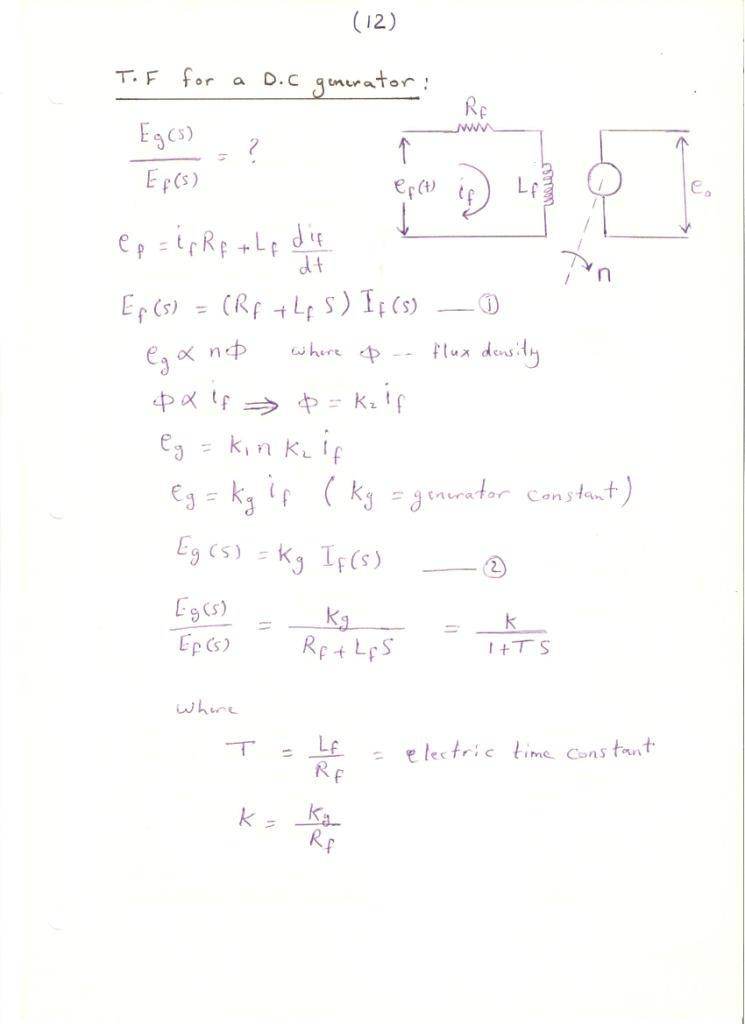 (12)
T.F for a D.C generator:
Eg(s)/Ef(s) = ?
Rf
ef(t) if Lf eo
n
ef = if Rf + Lf dif/dt
Ef(s) = (Rf + Lf S) If(s) —— ①
eg ∝ nφ where φ -- flux density
φ ∝ if ⟹ φ = K2 if
eg = K1 n K2 if
eg = kg if ( kg = generator constant)
Eg(s) = kg If(s) —— ②
Eg(s)/Ef(s) = Kg/(Rf + Lf S) = k/(1 + T S)
where
T = Lf/Rf = electric time constant
K = Kg/Rf